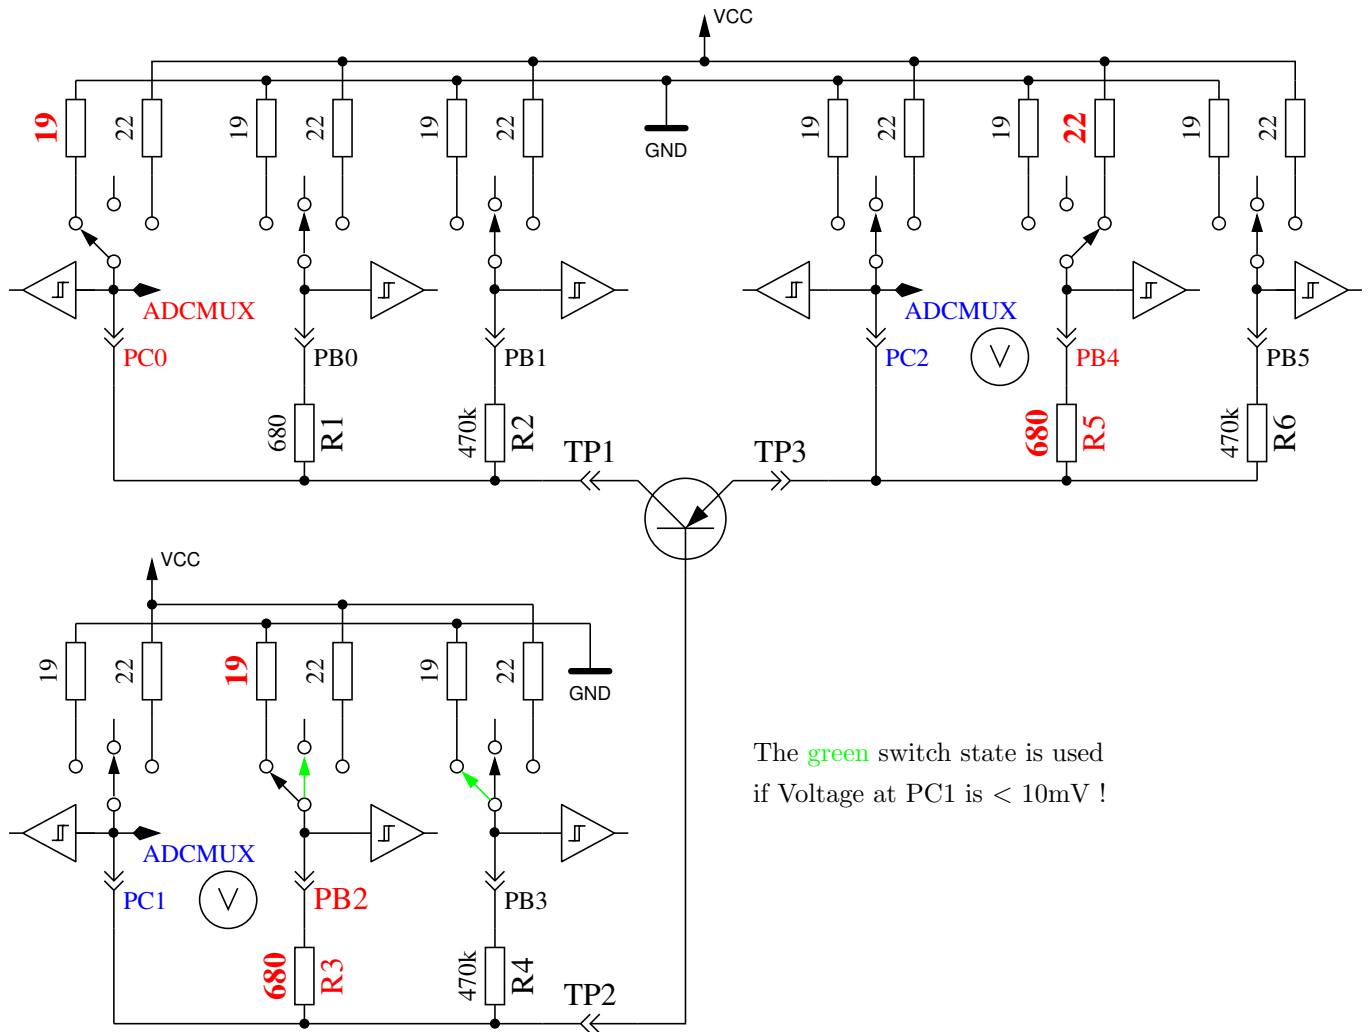 VCC
19 22 19 22 19 22 19 22 19 22 19 22
GND
ADCMUX ADCMUX
PC0 PB0 PB1 PC2 V PB4 PB5
680 R1 470k R2 680 R5 470k R6
TP1 TP3
VCC
19 22 19 22 19 22
GND
The green switch state is used
if Voltage at PC1 is < 10mV !
ADCMUX
PC1 V PB2 PB3
680 R3 470k R4
TP2